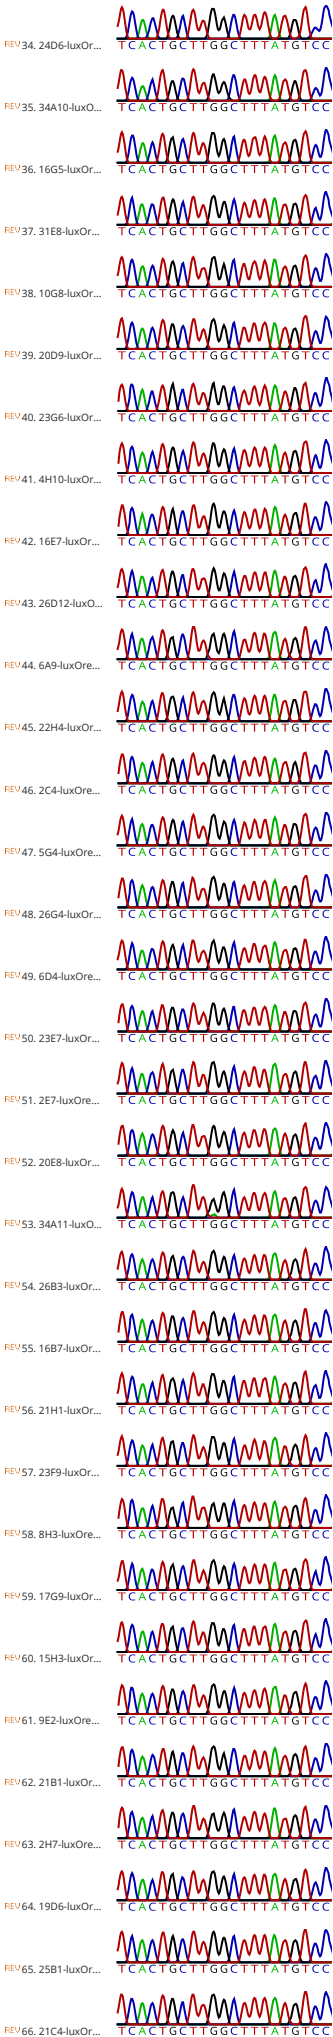 TCACTGCTTGGCTTTATGTCC
REV 34. 24D6-luxOr...
TCACTGCTTGGCTTTATGTCC
REV 35. 34A10-luxO...
TCACTGCTTGGCTTTATGTCC
REV 36. 16G5-luxOr...
TCACTGCTTGGCTTTATGTCC
REV 37. 31E8-luxOr...
TCACTGCTTGGCTTTATGTCC
REV 38. 10G8-luxOr...
TCACTGCTTGGCTTTATGTCC
REV 39. 20D9-luxOr...
TCACTGCTTGGCTTTATGTCC
REV 40. 23G6-luxOr...
TCACTGCTTGGCTTTATGTCC
REV 41. 4H10-luxOr...
TCACTGCTTGGCTTTATGTCC
REV 42. 16E7-luxOr...
TCACTGCTTGGCTTTATGTCC
REV 43. 26D12-luxO...
TCACTGCTTGGCTTTATGTCC
REV 44. 6A9-luxOre...
TCACTGCTTGGCTTTATGTCC
REV 45. 22H4-luxOr...
TCACTGCTTGGCTTTATGTCC
REV 46. 2C4-luxOre...
TCACTGCTTGGCTTTATGTCC
REV 47. 5G4-luxOre...
TCACTGCTTGGCTTTATGTCC
REV 48. 26G4-luxOr...
TCACTGCTTGGCTTTATGTCC
REV 49. 6D4-luxOre...
TCACTGCTTGGCTTTATGTCC
REV 50. 23E7-luxOr...
TCACTGCTTGGCTTTATGTCC
REV 51. 2E7-luxOre...
TCACTGCTTGGCTTTATGTCC
REV 52. 20E8-luxOr...
TCACTGCTTGGCTTTATGTCC
REV 53. 34A11-luxO...
TCACTGCTTGGCTTTATGTCC
REV 54. 26B3-luxOr...
TCACTGCTTGGCTTTATGTCC
REV 55. 16B7-luxOr...
TCACTGCTTGGCTTTATGTCC
REV 56. 21H1-luxOr...
TCACTGCTTGGCTTTATGTCC
REV 57. 23F9-luxOr...
TCACTGCTTGGCTTTATGTCC
REV 58. 8H3-luxOre...
TCACTGCTTGGCTTTATGTCC
REV 59. 17G9-luxOr...
TCACTGCTTGGCTTTATGTCC
REV 60. 15H3-luxOr...
TCACTGCTTGGCTTTATGTCC
REV 61. 9E2-luxOre...
TCACTGCTTGGCTTTATGTCC
REV 62. 21B1-luxOr...
TCACTGCTTGGCTTTATGTCC
REV 63. 2H7-luxOre...
TCACTGCTTGGCTTTATGTCC
REV 64. 19D6-luxOr...
TCACTGCTTGGCTTTATGTCC
REV 65. 25B1-luxOr...
TCACTGCTTGGCTTTATGTCC
REV 66. 21C4-luxOr...